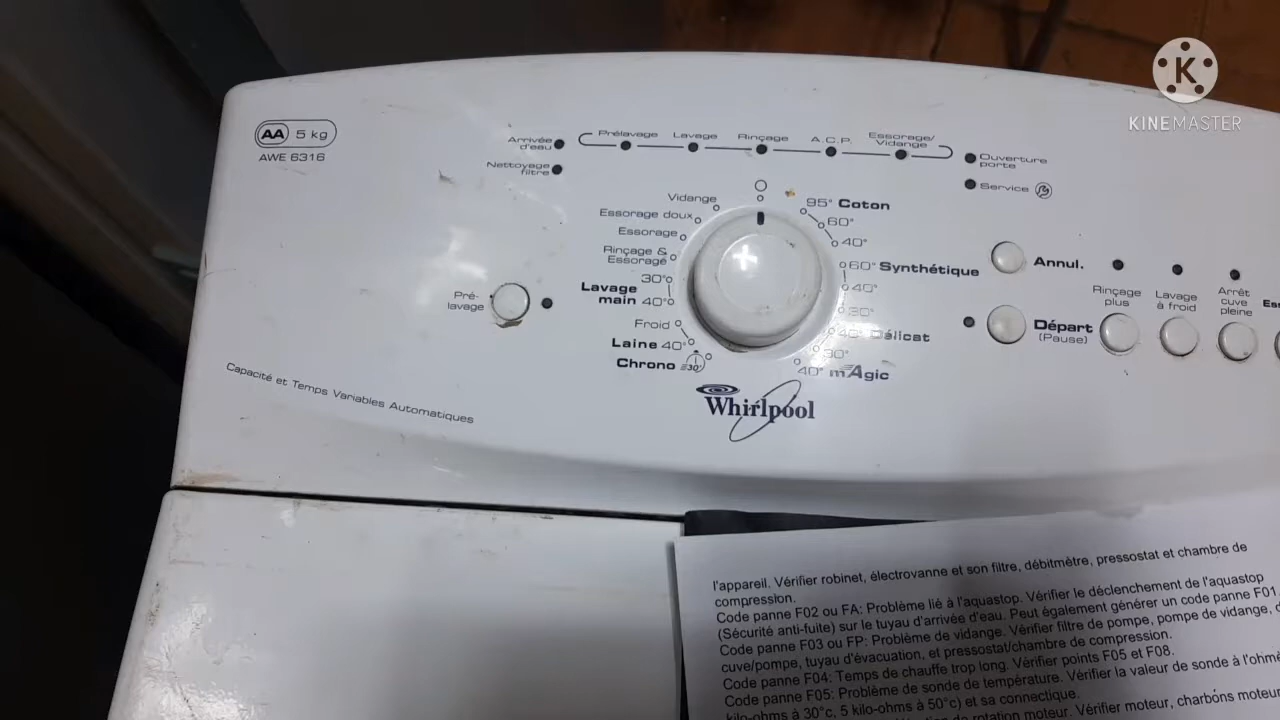 KINEMASTER
AA 5 kg
AWE 6316
Arrivée d'eau
Nettoyage filtre
Prélavage Lavage Rinçage A.C.P. Essorage/ Vidange
Ouverture porte
Service
Vidange
Essorage doux
Essorage
Rinçage & Essorage
30°
Lavage main 40°
Froid
Laine 40°
Chrono 30'
95° Coton
60°
40°
60° Synthétique
40°
30°
40° Délicat
30°
40° mAgic
Pré-lavage
Annul.
Départ
(Pause)
Rinçage plus
Lavage à froid
Arrêt cuve pleine
Capacité et Temps Variables Automatiques
Whirlpool
l'appareil. Vérifier robinet, électrovanne et son filtre, débitmètre, pressostat et chambre de
compression.
Code panne F02 ou FA: Problème lié à l'aquastop. Vérifier le déclenchement de l'aquastop
(Sécurité anti-fuite) sur le tuyau d'arrivée d'eau. Peut également générer un code panne F01.
Code panne F03 ou FP: Problème de vidange. Vérifier filtre de pompe, pompe de vidange,
cuve/pompe, tuyau d'évacuation, et pressostat/chambre de compression.
Code panne F04: Temps de chauffe trop long. Vérifier points F05 et F08.
Code panne F05: Problème de sonde de température. Vérifier la valeur de sonde à
kilo-ohms à 30°c, 5 kilo-ohms à 50°c) et sa connectique.
rotation moteur. Vérifier moteur, charbons